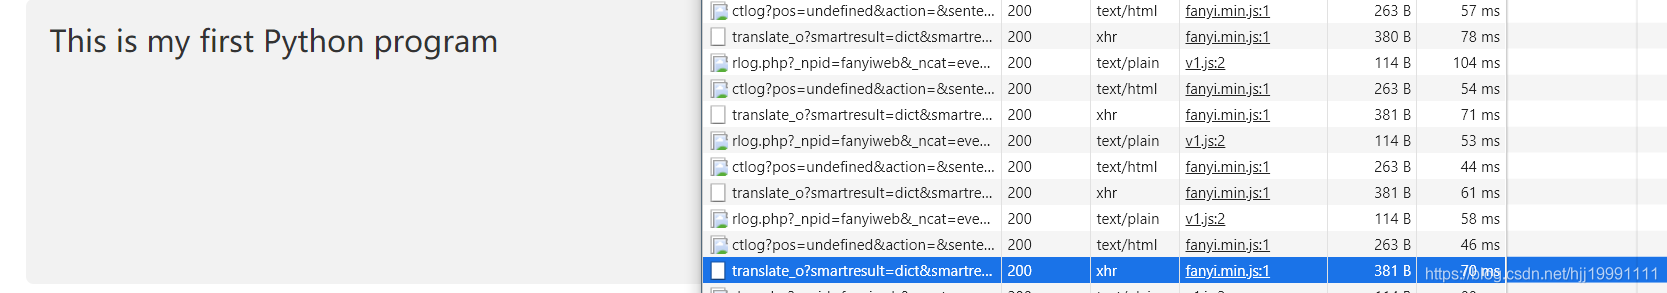 This is my first Python program
ctlog?pos=undefined&action=&sente... 200 text/html fanyi.min.js:1 263 B 57 ms
translate_o?smartresult=dict&smartre... 200 xhr fanyi.min.js:1 380 B 78 ms
rlog.php?_npid=fanyiweb&_ncat=eve... 200 text/plain v1.js:2 114 B 104 ms
ctlog?pos=undefined&action=&sente... 200 text/html fanyi.min.js:1 263 B 54 ms
translate_o?smartresult=dict&smartre... 200 xhr fanyi.min.js:1 381 B 71 ms
rlog.php?_npid=fanyiweb&_ncat=eve... 200 text/plain v1.js:2 114 B 53 ms
ctlog?pos=undefined&action=&sente... 200 text/html fanyi.min.js:1 263 B 44 ms
translate_o?smartresult=dict&smartre... 200 xhr fanyi.min.js:1 381 B 61 ms
rlog.php?_npid=fanyiweb&_ncat=eve... 200 text/plain v1.js:2 114 B 58 ms
ctlog?pos=undefined&action=&sente... 200 text/html fanyi.min.js:1 263 B 46 ms
translate_o?smartresult=dict&smartre... 200 xhr fanyi.min.js:1 381 B 70 ms
https://blog.csdn.net/hjj19991111